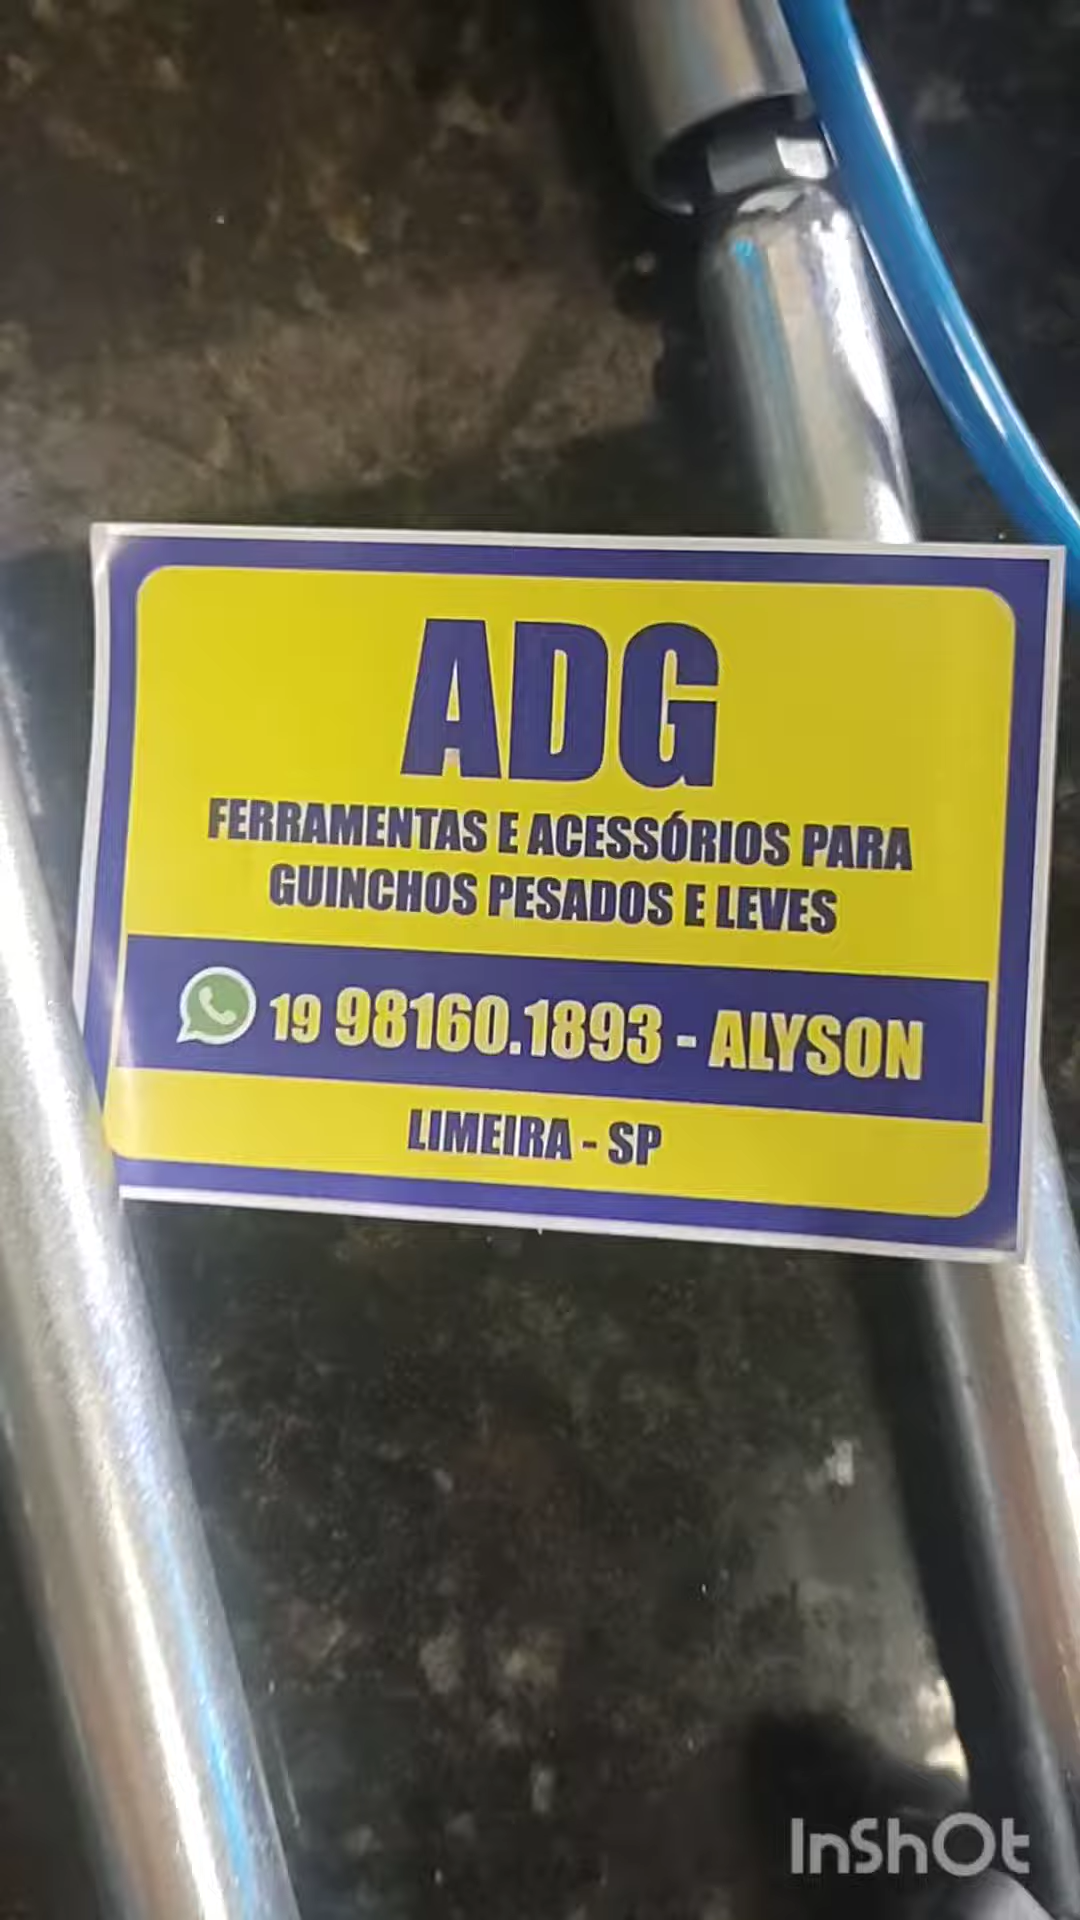 ADG
FERRAMENTAS E ACESSÓRIOS PARA
GUINCHOS PESADOS E LEVES
19 98160.1893 - ALYSON
LIMEIRA - SP
InShOt